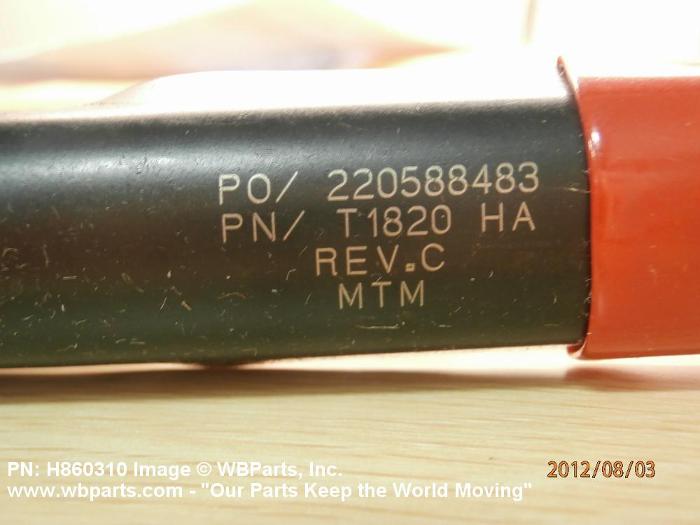 PO/ 220588483
PN/ T1820 HA
REV.C
MTM
PN: H860310 Image © WBParts, Inc.
2012/08/03
www.wbparts.com - "Our Parts Keep the World Moving"